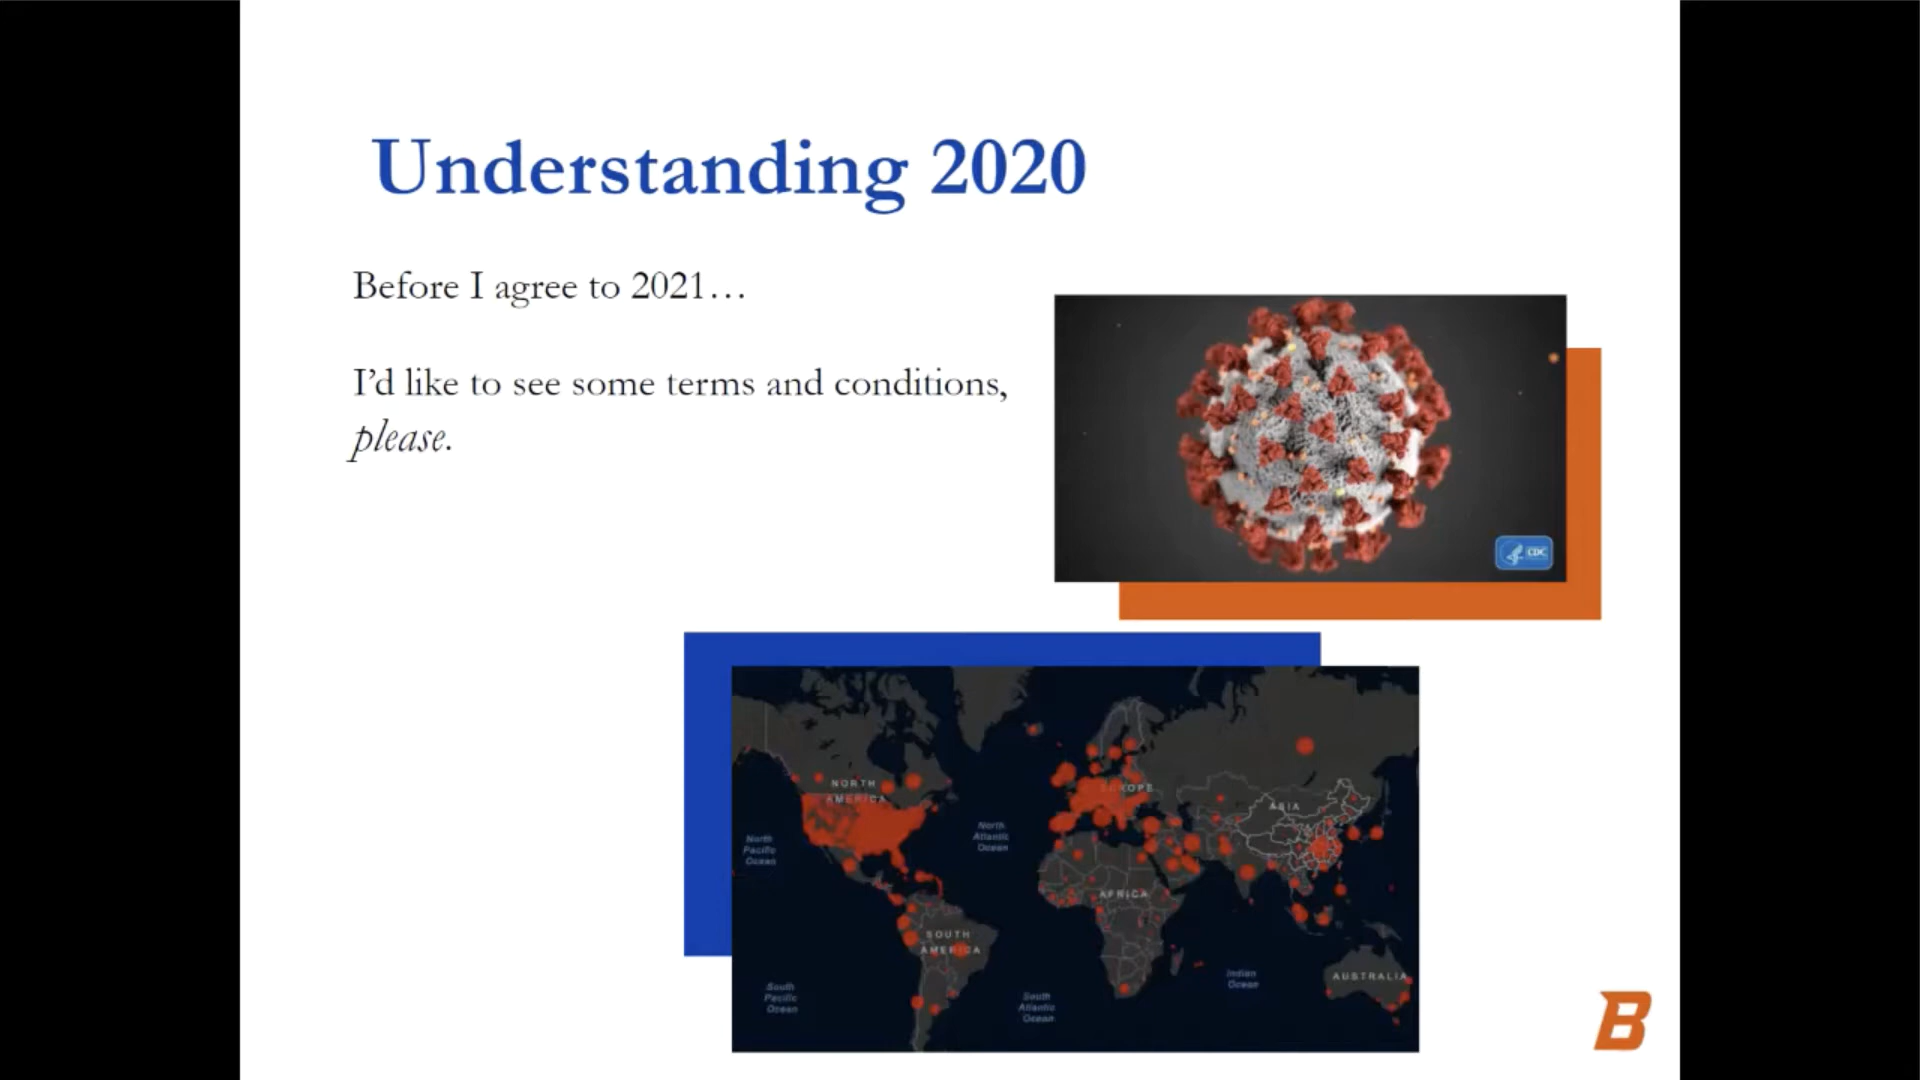 Understanding 2020
Before I agree to 2021…
I’d like to see some terms and conditions,
please.
CDC
NORTH
AMERICA
EUROPE
ASIA
North
Pacific
Ocean
North
Atlantic
Ocean
AFRICA
SOUTH
AMERICA
South
Pacific
Ocean
South
Atlantic
Ocean
Indian
Ocean
AUSTRALIA
B